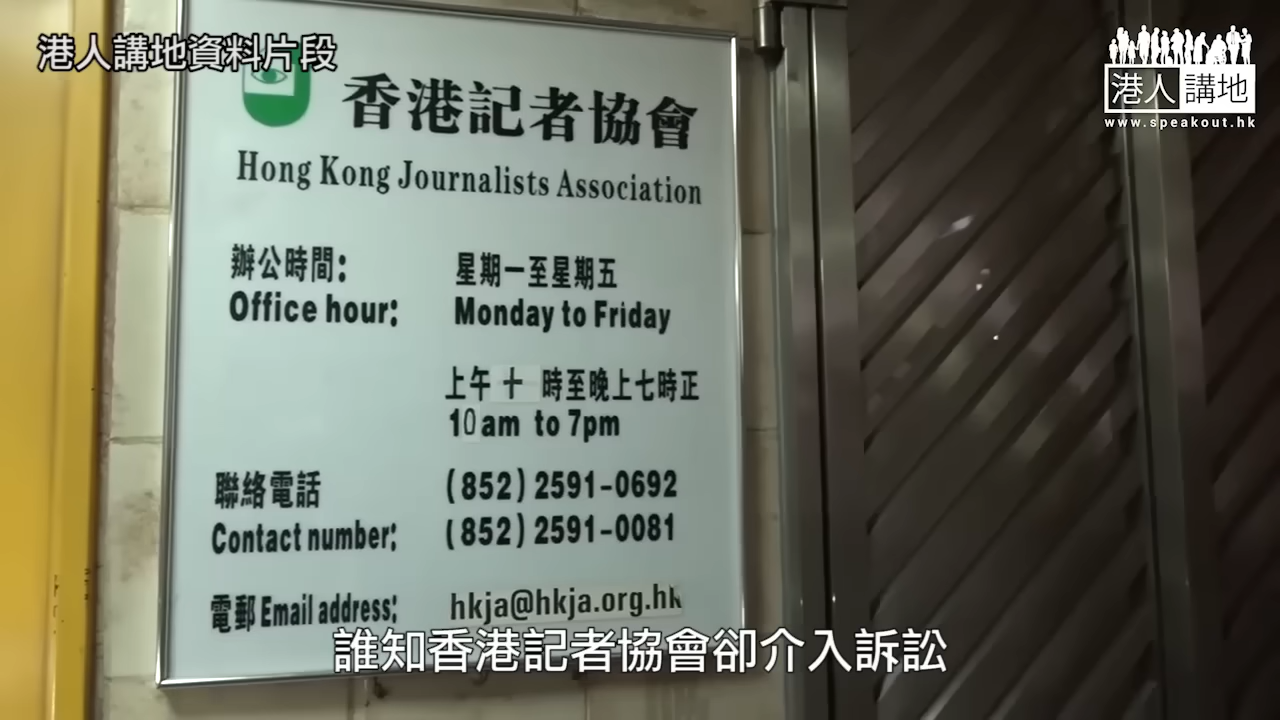 港人講地資料片段
港人講地
www.speakout.hk
香港記者協會
Hong Kong Journalists Association
辦公時間:
星期一至星期五
Office hour:
Monday to Friday
上午十時至晚上七時正
10am to 7pm
聯絡電話
(852)2591-0692
Contact number:
(852)2591-0081
電郵 Email address:
hkja@hkja.org.hk
誰知香港記者協會卻介入訴訟